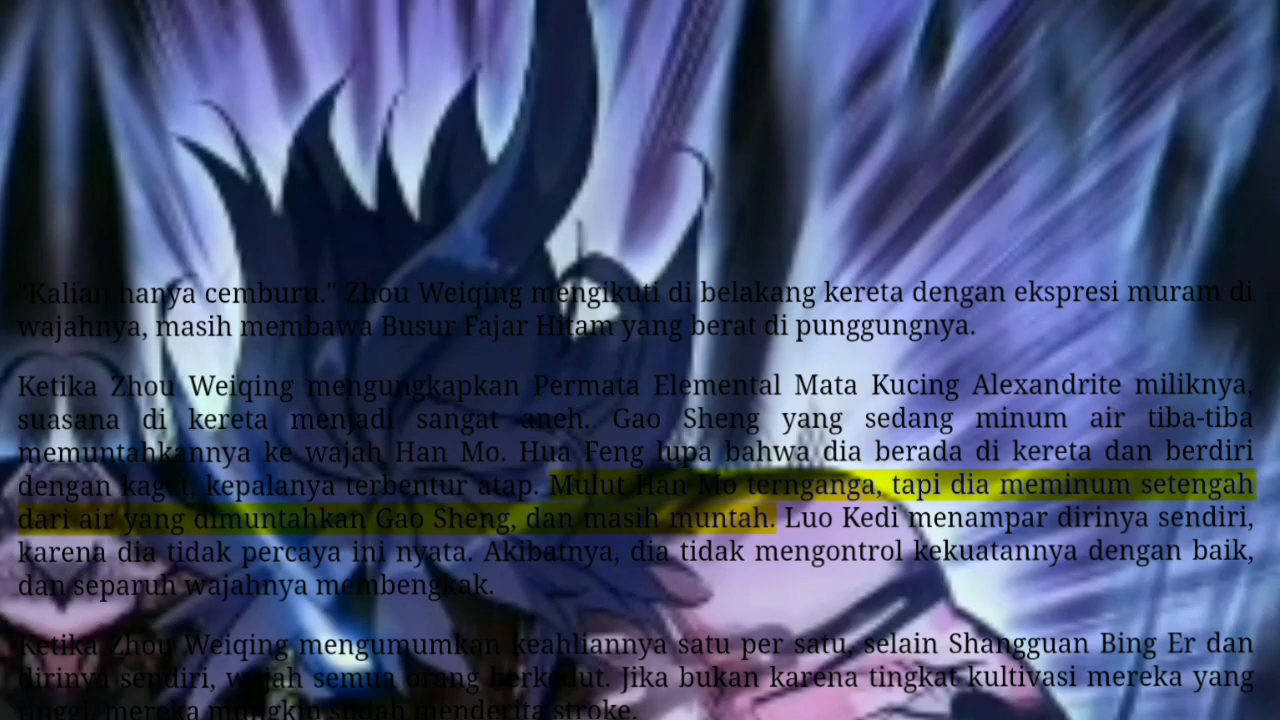 "Kalian hanya cemburu." Zhou Weiqing mengikuti di belakang kereta dengan ekspresi muram di
wajahnya, masih membawa Busur Fajar Hitam yang berat di punggungnya.
Ketika Zhou Weiqing mengungkapkan Permata Elemental Mata Kucing Alexandrite miliknya,
suasana di kereta menjadi sangat aneh. Gao Sheng yang sedang minum air tiba-tiba
memuntahkannya ke wajah Han Mo. Hua Feng lupa bahwa dia berada di kereta dan berdiri
dengan kaget, kepalanya terbentur atap. Mulut Han Mo ternganga, tapi dia meminum setengah
dari air yang dimuntahkan Gao Sheng, dan masih muntah. Luo Kedi menampar dirinya sendiri,
karena dia tidak percaya ini nyata. Akibatnya, dia tidak mengontrol kekuatannya dengan baik,
dan separuh wajahnya membengkak.
Ketika Zhou Weiqing mengumumkan keahliannya satu per satu, selain Shangguan Bing Er dan
dirinya sendiri, wajah semua orang berkedut. Jika bukan karena tingkat kultivasi mereka yang
tinggi, mereka mungkin sudah menderita stroke.